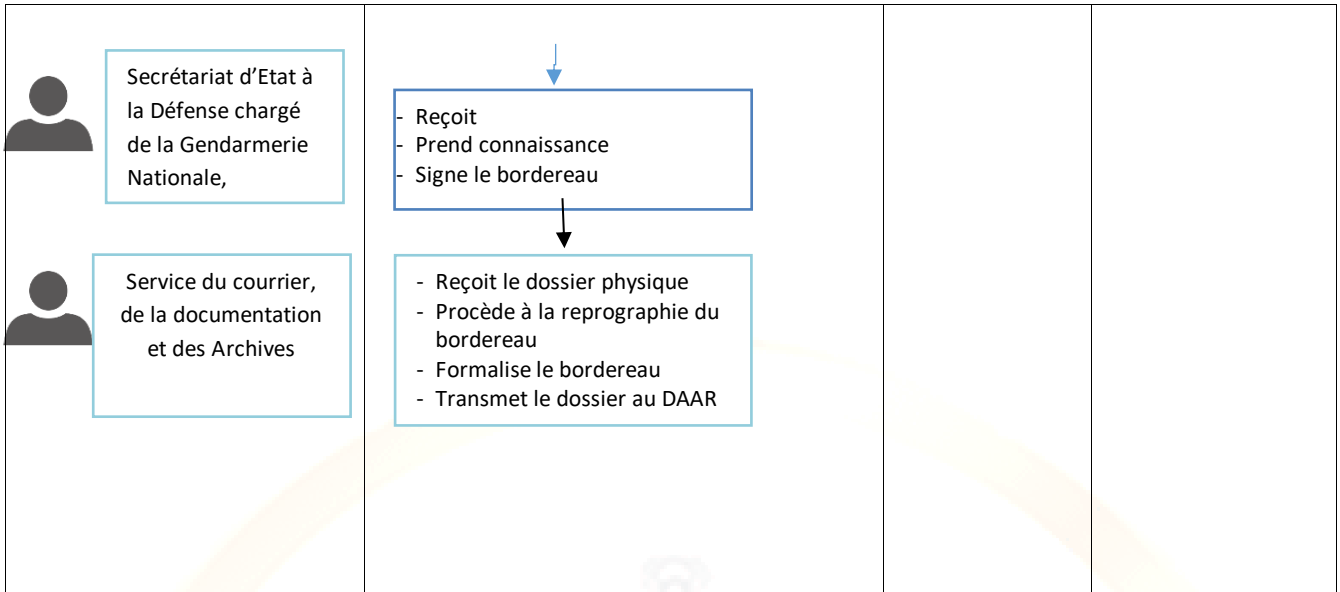 Secrétariat d’Etat à
la Défense chargé
de la Gendarmerie
Nationale,
- Reçoit
- Prend connaissance
- Signe le bordereau
Service du courrier,
de la documentation
et des Archives
- Reçoit le dossier physique
- Procède à la reprographie du
bordereau
- Formalise le bordereau
- Transmet le dossier au DAAR